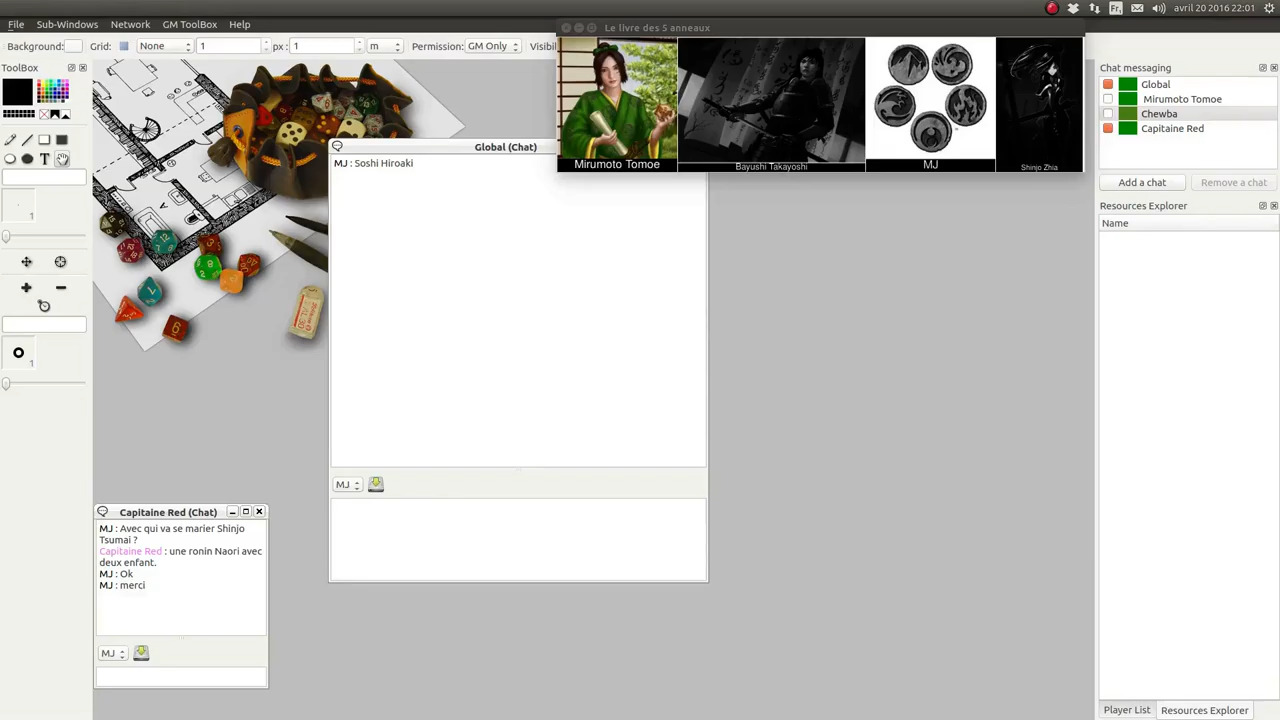 avril 20 2016 22:01
Fr
File Sub-Windows Network GM ToolBox Help
Le livre des 5 anneaux
Background: Grid: None 1 px : 1 m Permission: GM Only Visibil
ToolBox
Mirumoto Tomoe
Bayushi Takayoshi
MJ
Shinjo Zhia
Chat messaging
Global
Mirumoto Tomoe
Chewba
Capitaine Red
Add a chat Remove a chat
Resources Explorer
Name
T
1
1
Global (Chat)
MJ : Soshi Hiroaki
MJ
Capitaine Red (Chat)
MJ : Avec qui va se marier Shinjo
Tsumai ?
Capitaine Red : une ronin Naori avec
deux enfant.
MJ : Ok
MJ : merci
MJ
Player List Resources Explorer